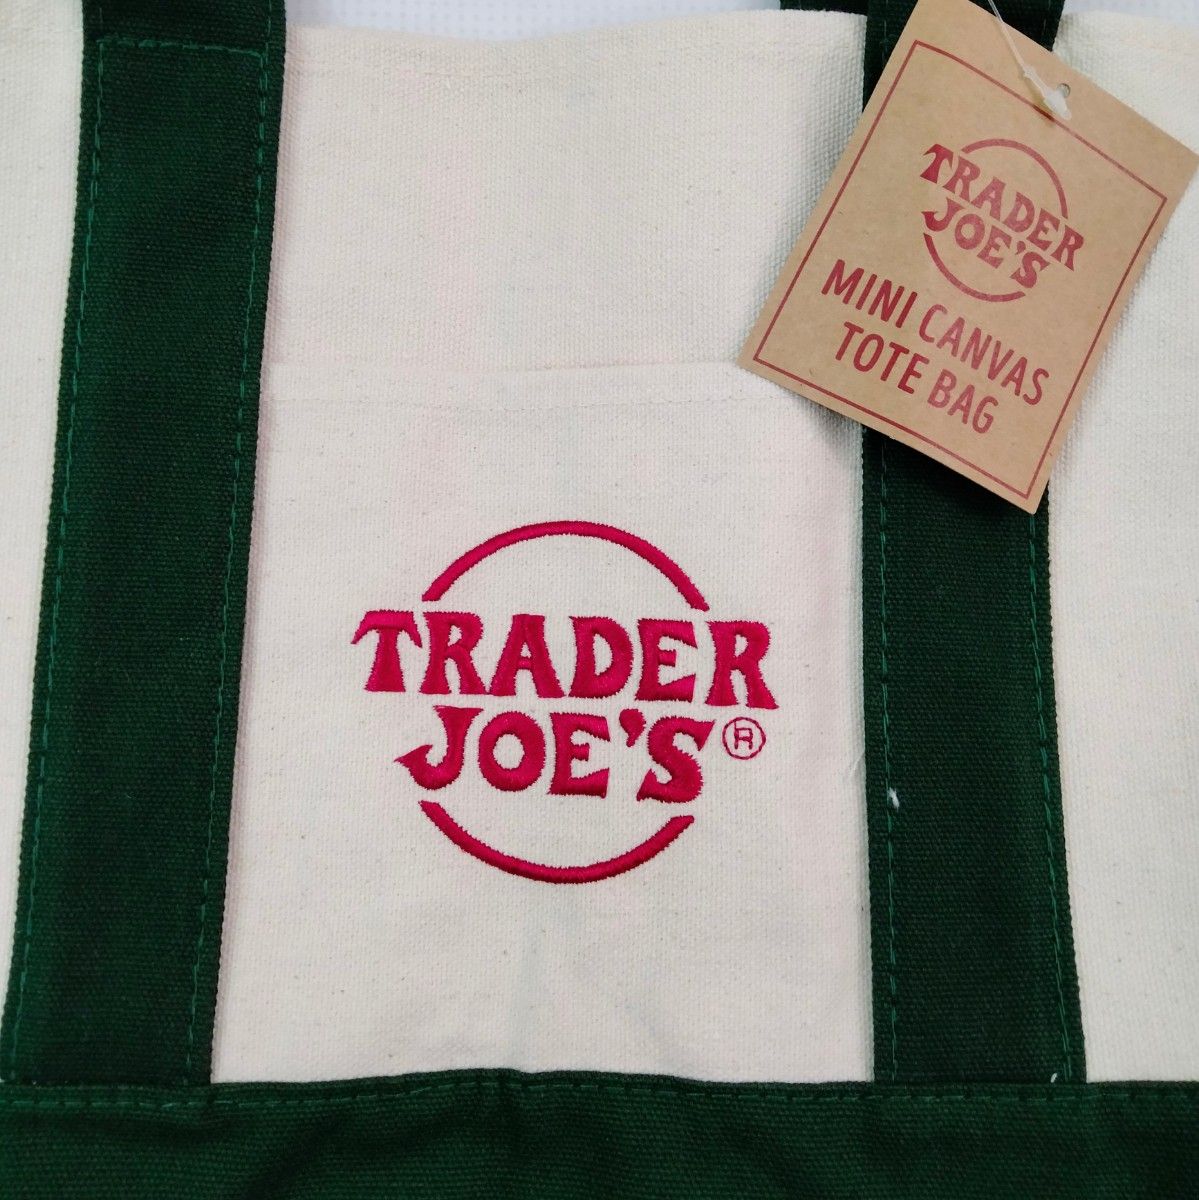 TRADER
JOE'S
MINI CANVAS
TOTE BAG
TRADER
JOE'S®